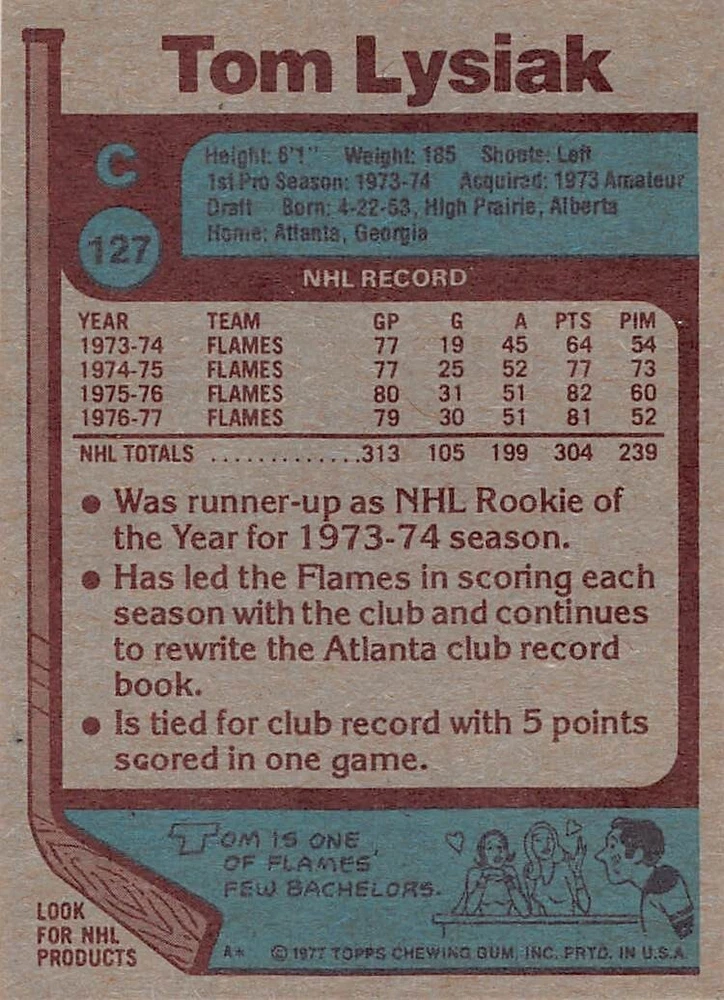 Tom Lysiak
C
127
Height: 6'1" Weight: 185 Shoots: Left
1st Pro Season: 1973-74 Acquired: 1973 Amateur
Draft Born: 4-22-53, High Prairie, Alberta
Home: Atlanta, Georgia
NHL RECORD
YEAR TEAM GP G A PTS PIM
1973-74 FLAMES 77 19 45 64 54
1974-75 FLAMES 77 25 52 77 73
1975-76 FLAMES 80 31 51 82 60
1976-77 FLAMES 79 30 51 81 52
NHL TOTALS .............313 105 199 304 239
● Was runner-up as NHL Rookie of
the Year for 1973-74 season.
● Has led the Flames in scoring each
season with the club and continues
to rewrite the Atlanta club record
book.
● Is tied for club record with 5 points
scored in one game.
TOM IS ONE
OF FLAMES'
FEW BACHELORS.
LOOK
FOR NHL
PRODUCTS
A* © 1977 TOPPS CHEWING GUM, INC. PRTD. IN U.S.A.